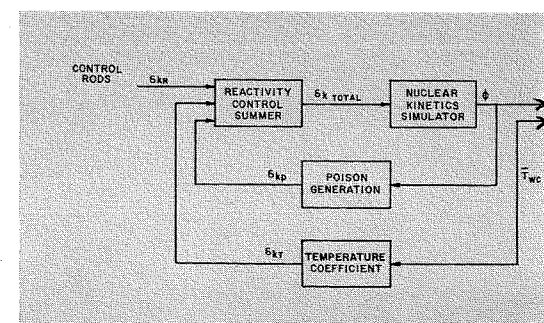 CONTROL
RODS
δkR
REACTIVITY
CONTROL
SUMMER
δk TOTAL
NUCLEAR
KINETICS
SIMULATOR
ϕ
T̅wc
δkp
POISON
GENERATION
δkT
TEMPERATURE
COEFFICIENT